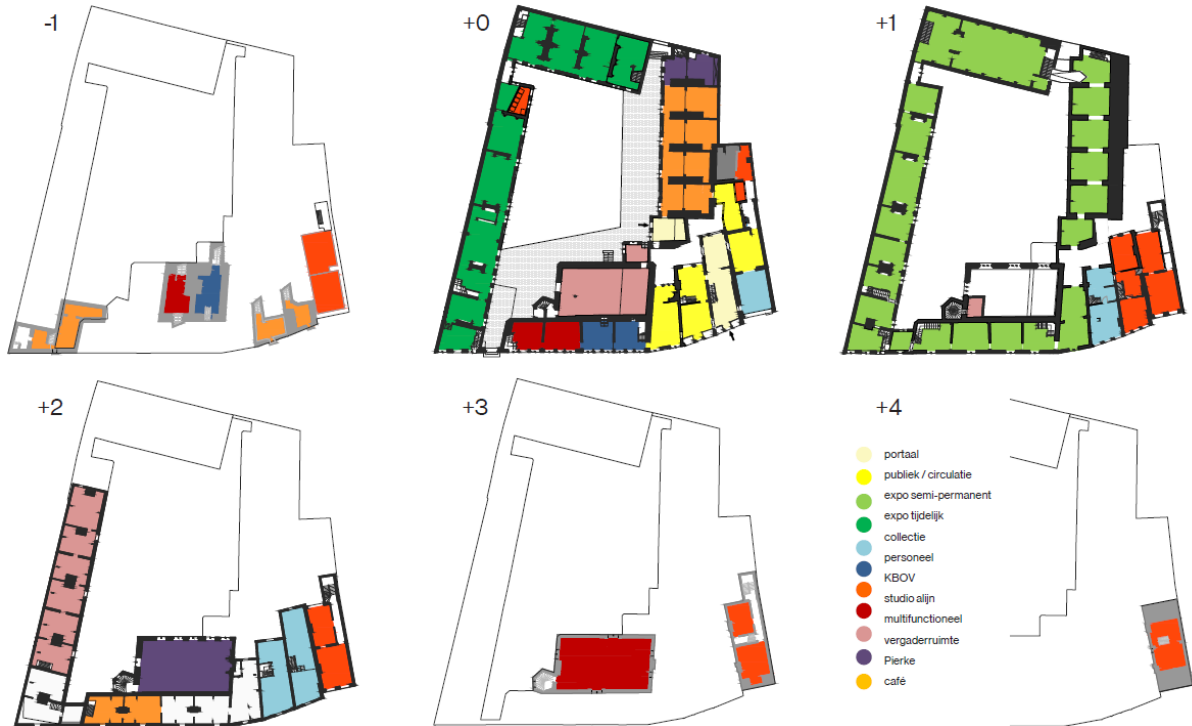 -1
+0
+1
+2
+3
+4
portaal
publiek / circulatie
expo semi-permanent
expo tijdelijk
collectie
personeel
KBOV
studio alijn
multifunctioneel
vergaderruimte
Pierke
café